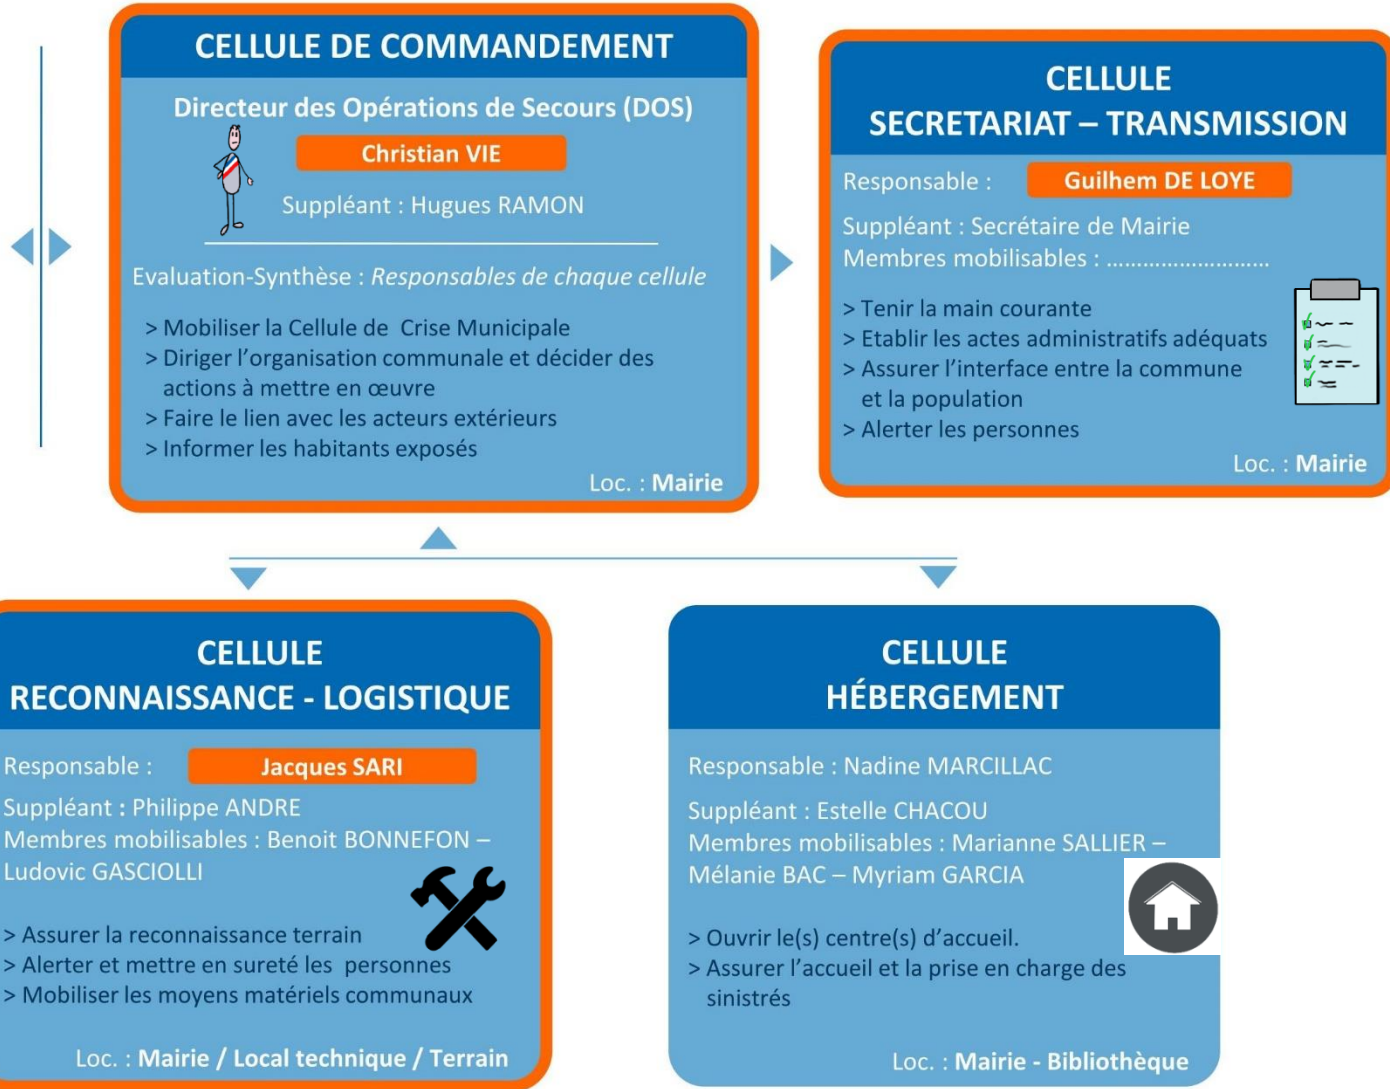 CELLULE DE COMMANDEMENT
Directeur des Opérations de Secours (DOS)
Christian VIE
Suppléant : Hugues RAMON
Evaluation-Synthèse : Responsables de chaque cellule
> Mobiliser la Cellule de Crise Municipale
> Diriger l'organisation communale et décider des
actions à mettre en œuvre
> Faire le lien avec les acteurs extérieurs
> Informer les habitants exposés
Loc. : Mairie
CELLULE
SECRETARIAT – TRANSMISSION
Responsable : Guilhem DE LOYE
Suppléant : Secrétaire de Mairie
Membres mobilisables : ...........................
> Tenir la main courante
> Etablir les actes administratifs adéquats
> Assurer l'interface entre la commune
et la population
> Alerter les personnes
Loc. : Mairie
CELLULE
RECONNAISSANCE - LOGISTIQUE
Responsable : Jacques SARI
Suppléant : Philippe ANDRE
Membres mobilisables : Benoit BONNEFON –
Ludovic GASCIOLLI
> Assurer la reconnaissance terrain
> Alerter et mettre en sureté les personnes
> Mobiliser les moyens matériels communaux
Loc. : Mairie / Local technique / Terrain
CELLULE
HÉBERGEMENT
Responsable : Nadine MARCILLAC
Suppléant : Estelle CHACOU
Membres mobilisables : Marianne SALLIER –
Mélanie BAC – Myriam GARCIA
> Ouvrir le(s) centre(s) d'accueil.
> Assurer l'accueil et la prise en charge des
sinistrés
Loc. : Mairie - Bibliothèque